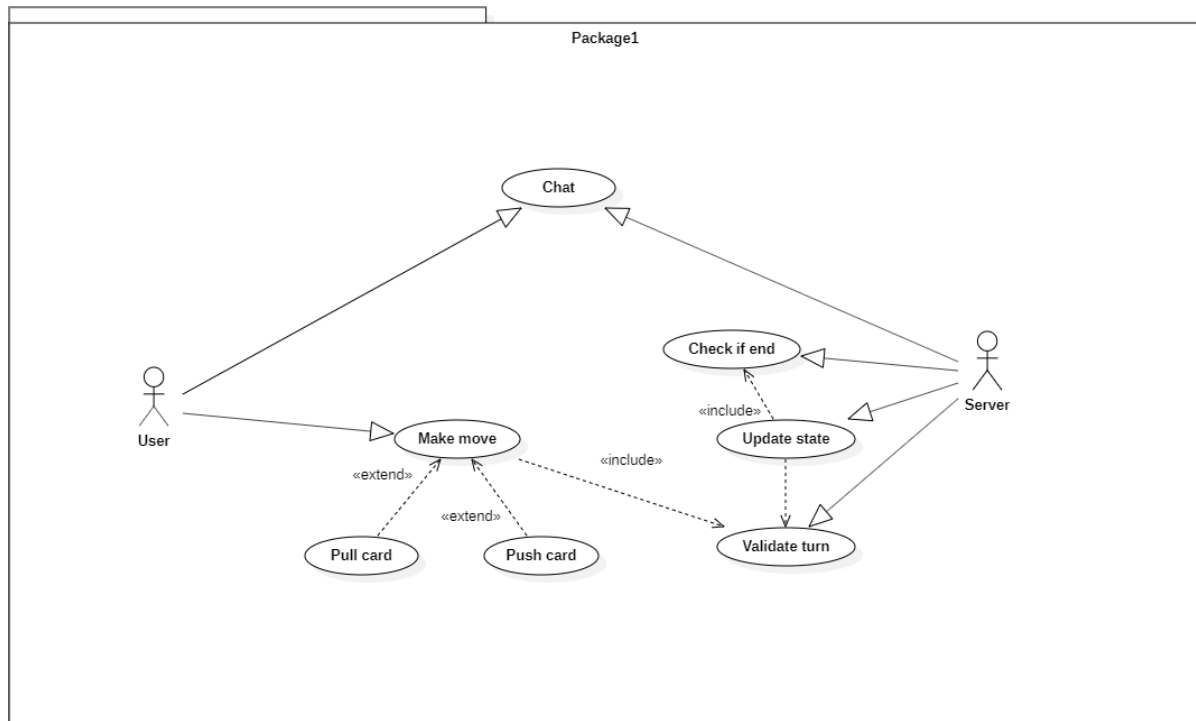 Package1
Chat
Check if end
Server
«include»
User
Make move
Update state
«include»
«extend»
«extend»
Pull card
Push card
Validate turn